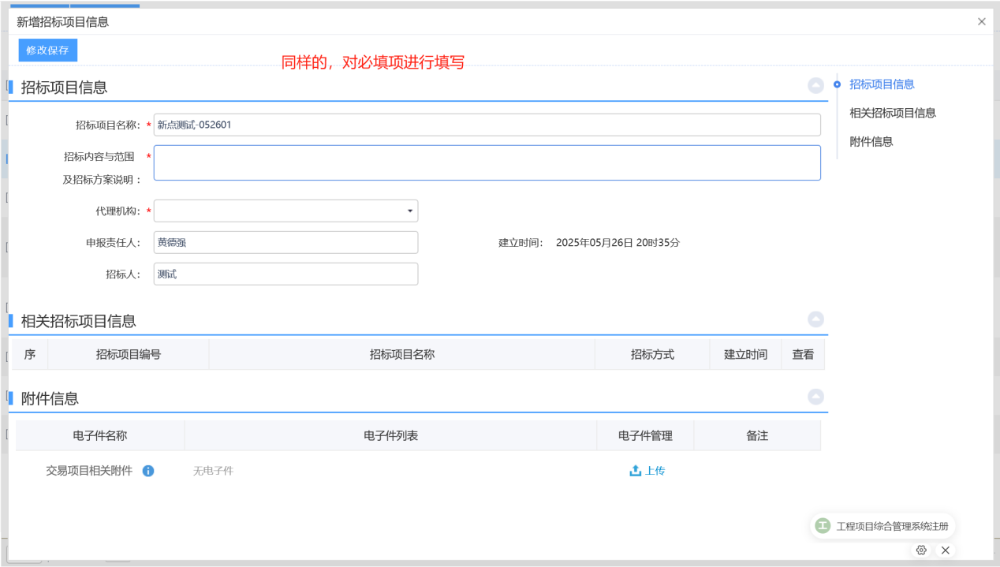 新增招标项目信息
修改保存
同样的，对必填项进行填写
招标项目信息
招标项目名称：* 新点测试-052601
招标内容与范围 *
及招标方案说明：
代理机构：*
申报责任人： 黄德强 建立时间： 2025年05月26日 20时35分
招标人： 测试
相关招标项目信息
序 招标项目编号 招标项目名称 招标方式 建立时间 查看
附件信息
电子件名称 电子件列表 电子件管理 备注
交易项目相关附件 无电子件 上传
招标项目信息
相关招标项目信息
附件信息
工 工程项目综合管理系统注册